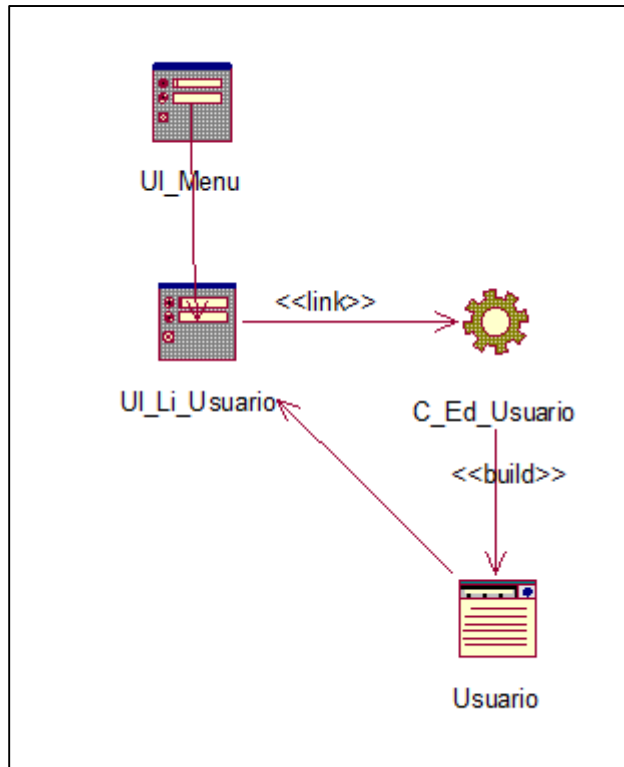 UI_Menu
<<link>>
UI_Li_Usuario
C_Ed_Usuario
<<build>>
Usuario